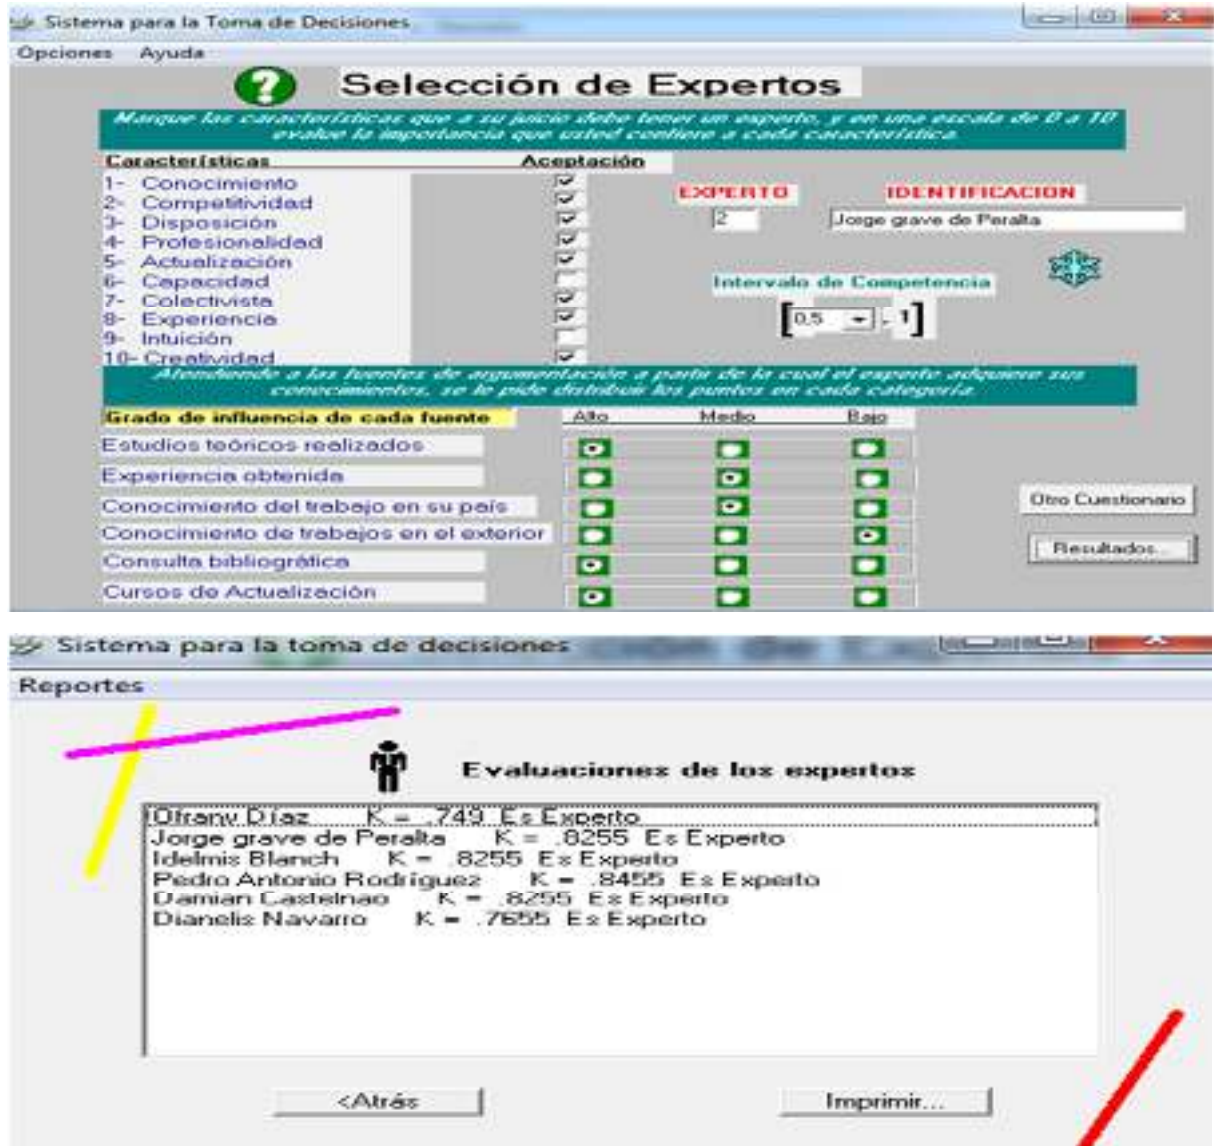 Sistema para la Toma de Decisiones
Opciones Ayuda
Selección de Expertos
Marque las características que a su juicio debe tener un experto, y en una escala de 0 a 10
evalue la importancia que usted confiere a cada característica
Características Aceptación
1- Conocimiento
2- Competitividad
3- Disposición
4- Profesionalidad
5- Actualización
6- Capacidad
7- Colectivista
8- Experiencia
9- Intuición
10- Creatividad
EXPERTO IDENTIFICACION
2 Jorge grave de Peralta
Intervalo de Competencia
[0,5 , 1]
Atendiendo a las fuentes de argumentación a partir de la cual el experto adquiere sus
conocimientos, se le pide distribuir los puntos en cada categoría.
Grado de influencia de cada fuente Alto Medio Bajo
Estudios teóricos realizados
Experiencia obtenida
Conocimiento del trabajo en su país
Conocimiento de trabajos en el exterior
Consulta bibliográfica
Cursos de Actualización
Otro Cuestionario
Resultados...
Sistema para la toma de decisiones
Reportes
Evaluaciones de los expertos
Díaz K = .749 Es Experto
Jorge grave de Peralta K = .8255 Es Experto
Idelmis Blanch K = .8255 Es Experto
Pedro Antonio Rodríguez K = .8455 Es Experto
Damian Castelnao K = .8255 Es Experto
Dianelis Navarro K = .7655 Es Experto
<Atrás Imprimir...